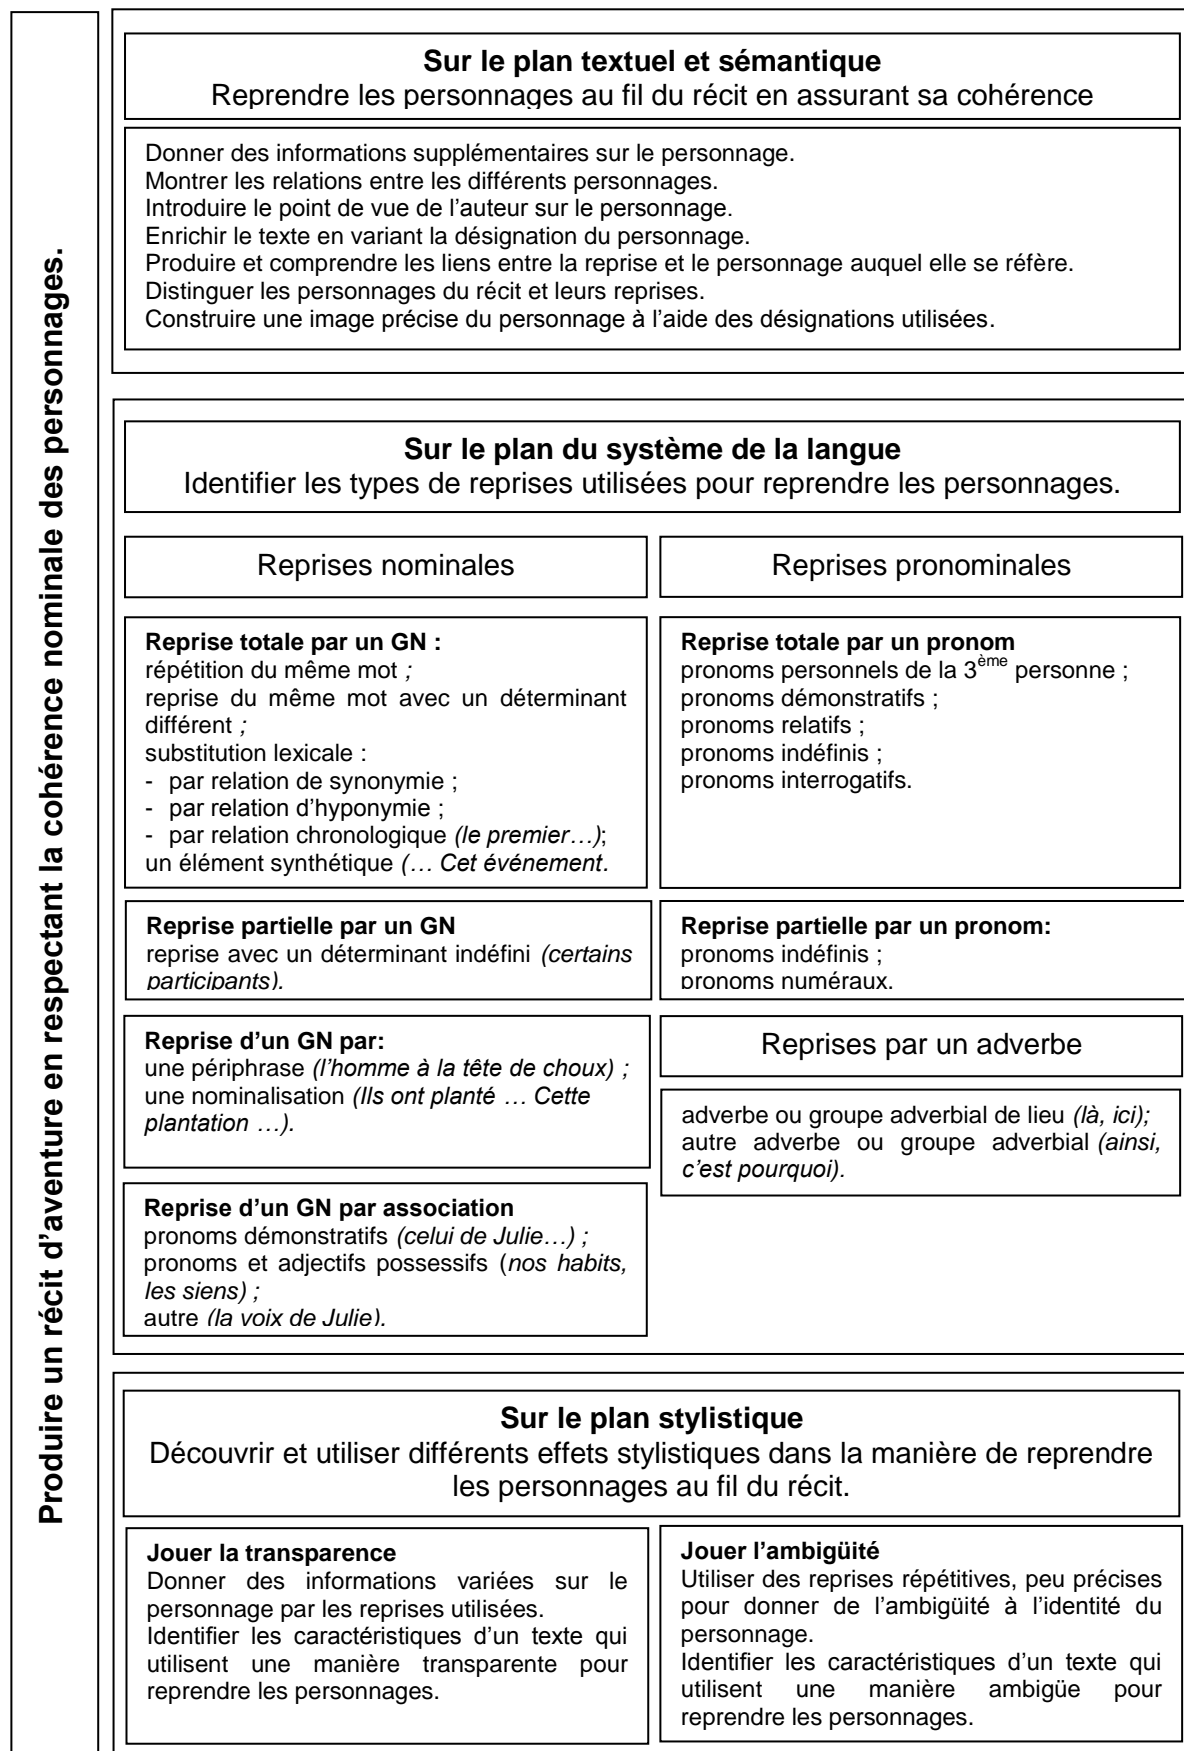 Produire un récit d'aventure en respectant la cohérence nominale des personnages.
Sur le plan textuel et sémantique
Reprendre les personnages au fil du récit en assurant sa cohérence
Donner des informations supplémentaires sur le personnage.
Montrer les relations entre les différents personnages.
Introduire le point de vue de l'auteur sur le personnage.
Enrichir le texte en variant la désignation du personnage.
Produire et comprendre les liens entre la reprise et le personnage auquel elle se réfère.
Distinguer les personnages du récit et leurs reprises.
Construire une image précise du personnage à l'aide des désignations utilisées.
Sur le plan du système de la langue
Identifier les types de reprises utilisées pour reprendre les personnages.
Reprises nominales
Reprise totale par un GN :
répétition du même mot ;
reprise du même mot avec un déterminant
différent ;
substitution lexicale :
- par relation de synonymie ;
- par relation d'hyponymie ;
- par relation chronologique (le premier…);
un élément synthétique (… Cet événement.
Reprise partielle par un GN
reprise avec un déterminant indéfini (certains
participants).
Reprise d'un GN par:
une périphrase (l'homme à la tête de choux) ;
une nominalisation (Ils ont planté … Cette
plantation …).
Reprise d'un GN par association
pronoms démonstratifs (celui de Julie…) ;
pronoms et adjectifs possessifs (nos habits,
les siens) ;
autre (la voix de Julie).
Reprises pronominales
Reprise totale par un pronom
pronoms personnels de la 3ème personne ;
pronoms démonstratifs ;
pronoms relatifs ;
pronoms indéfinis ;
pronoms interrogatifs.
Reprise partielle par un pronom:
pronoms indéfinis ;
pronoms numéraux.
Reprises par un adverbe
adverbe ou groupe adverbial de lieu (là, ici);
autre adverbe ou groupe adverbial (ainsi,
c'est pourquoi).
Sur le plan stylistique
Découvrir et utiliser différents effets stylistiques dans la manière de reprendre
les personnages au fil du récit.
Jouer la transparence
Donner des informations variées sur le
personnage par les reprises utilisées.
Identifier les caractéristiques d'un texte qui
utilisent une manière transparente pour
reprendre les personnages.
Jouer l'ambigüité
Utiliser des reprises répétitives, peu précises
pour donner de l'ambigüité à l'identité du
personnage.
Identifier les caractéristiques d'un texte qui
utilisent une manière ambigüe pour
reprendre les personnages.